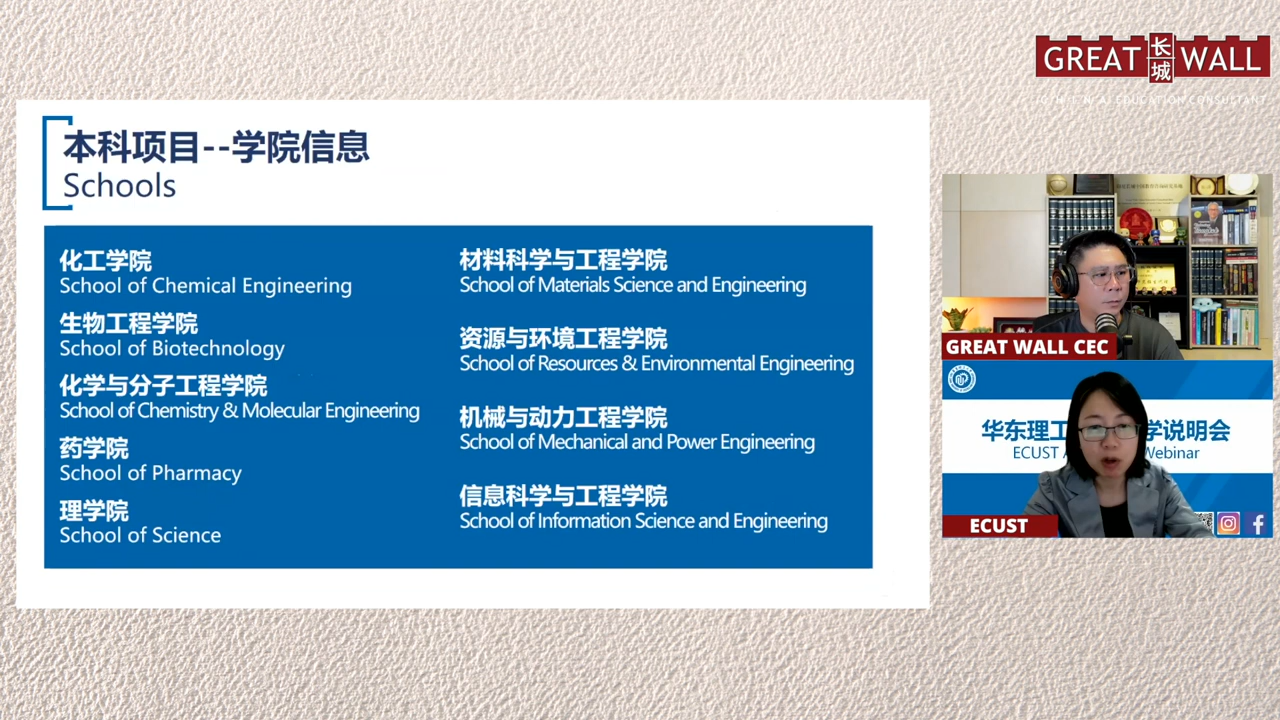 GREAT 长城 WALL
本科项目--学院信息
Schools
化工学院
School of Chemical Engineering
生物工程学院
School of Biotechnology
化学与分子工程学院
School of Chemistry & Molecular Engineering
药学院
School of Pharmacy
理学院
School of Science
材料科学与工程学院
School of Materials Science and Engineering
资源与环境工程学院
School of Resources & Environmental Engineering
机械与动力工程学院
School of Mechanical and Power Engineering
信息科学与工程学院
School of Information Science and Engineering
GREAT WALL CEC
华东理工 学说明会
ECUST Webinar
ECUST